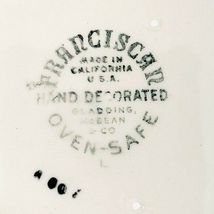 FRANCISCAN
MADE IN
CALIFORNIA
U.S.A.
HAND DECORATED
GLADDING,
McBEAN
& CO
OVEN-SAFE
L